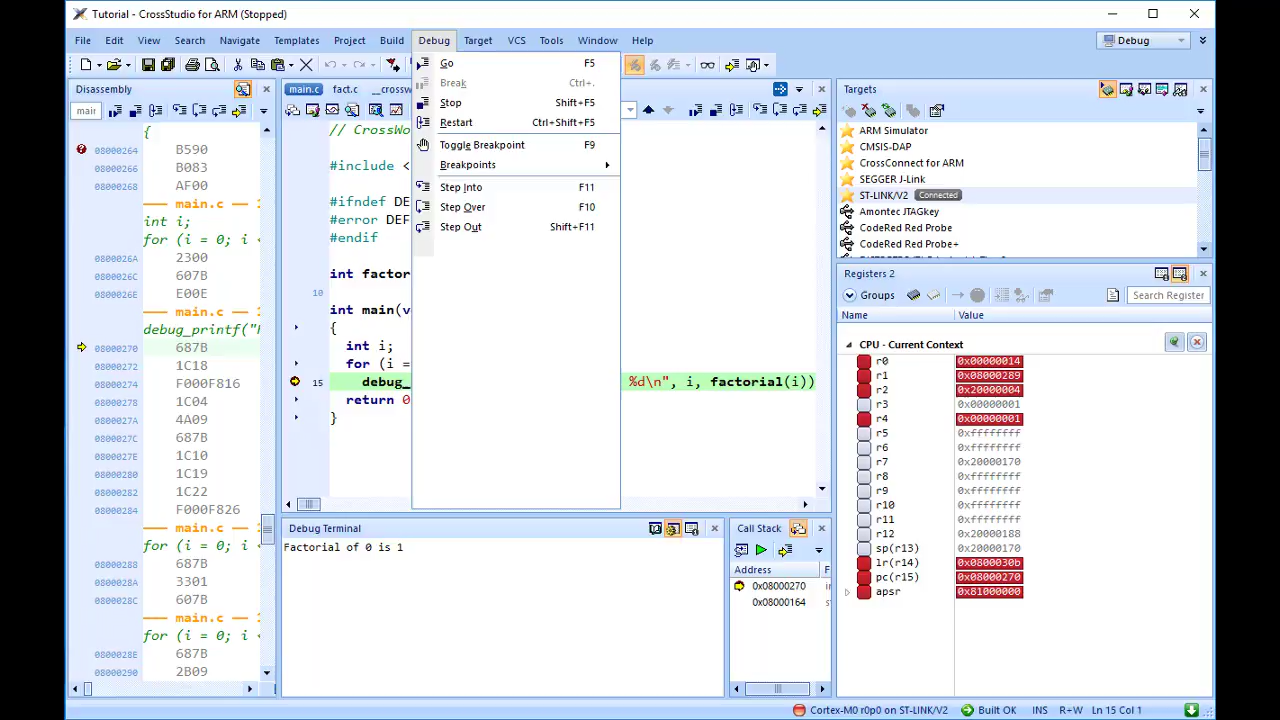 Tutorial - CrossStudio for ARM (Stopped)
File Edit View Search Navigate Templates Project Build Debug Target VCS Tools Window Help
Debug
Go F5
Break Ctrl+.
Stop Shift+F5
Restart Ctrl+Shift+F5
Toggle Breakpoint F9
Breakpoints
Step Into F11
Step Over F10
Step Out Shift+F11
Disassembly
main
{
08000264 B590
08000266 B083
08000268 AF00
— main.c —
int i;
for (i = 0; i
0800026A 2300
0800026C 607B
0800026E E00E
— main.c —
debug_printf("
08000270 687B
08000272 1C18
08000274 F000F816
08000278 1C04
0800027A 4A09
0800027C 687B
0800027E 1C10
08000280 1C19
08000282 1C22
08000284 F000F826
— main.c —
for (i = 0; i
08000288 687B
0800028A 3301
0800028C 607B
— main.c —
for (i = 0; i
0800028E 687B
08000290 2B09
main.c fact.c
// CrossWo
#include <
#ifndef DE
#error DEF
#endif
int factor
10
int main(v
{
int i;
for (i =
15 debug_ %d\n", i, factorial(i))
return 0
}
Debug Terminal
Factorial of 0 is 1
Call Stack
Address
0x08000270
0x08000164
Targets
ARM Simulator
CMSIS-DAP
CrossConnect for ARM
SEGGER J-Link
ST-LINK/V2 Connected
Amontec JTAGkey
CodeRed Red Probe
CodeRed Red Probe+
Registers 2
Groups Search Register
Name Value
CPU - Current Context
r0 0x00000014
r1 0x08000289
r2 0x20000004
r3 0x00000001
r4 0x00000001
r5 0xffffffff
r6 0xffffffff
r7 0x20000170
r8 0xffffffff
r9 0xffffffff
r10 0xffffffff
r11 0xffffffff
r12 0x20000188
sp(r13) 0x20000170
lr(r14) 0x0800030b
pc(r15) 0x08000270
apsr 0x81000000
Cortex-M0 r0p0 on ST-LINK/V2 Built OK INS R+W Ln 15 Col 1